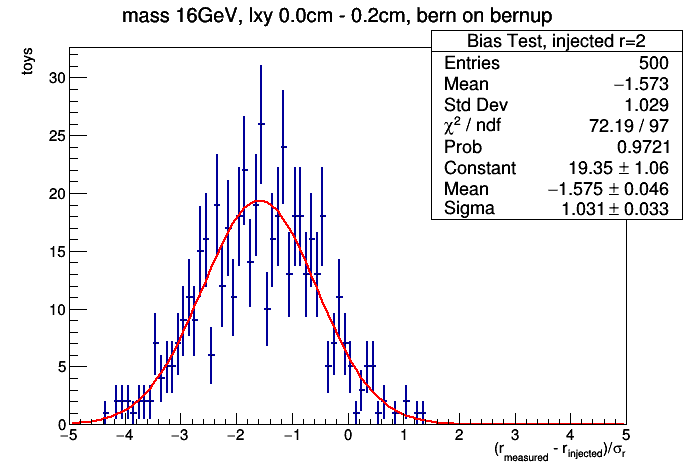 mass 16GeV, lxy 0.0cm - 0.2cm, bern on bernup
Bias Test, injected r=2
Entries 500
Mean −1.573
Std Dev 1.029
χ² / ndf 72.19 / 97
Prob 0.9721
Constant 19.35 ± 1.06
Mean −1.575 ± 0.046
Sigma 1.031 ± 0.033
toys
30
25
20
15
10
5
0
−5 −4 −3 −2 −1 0 1 2 3 4 5
(r_measured - r_injected)/σ_r